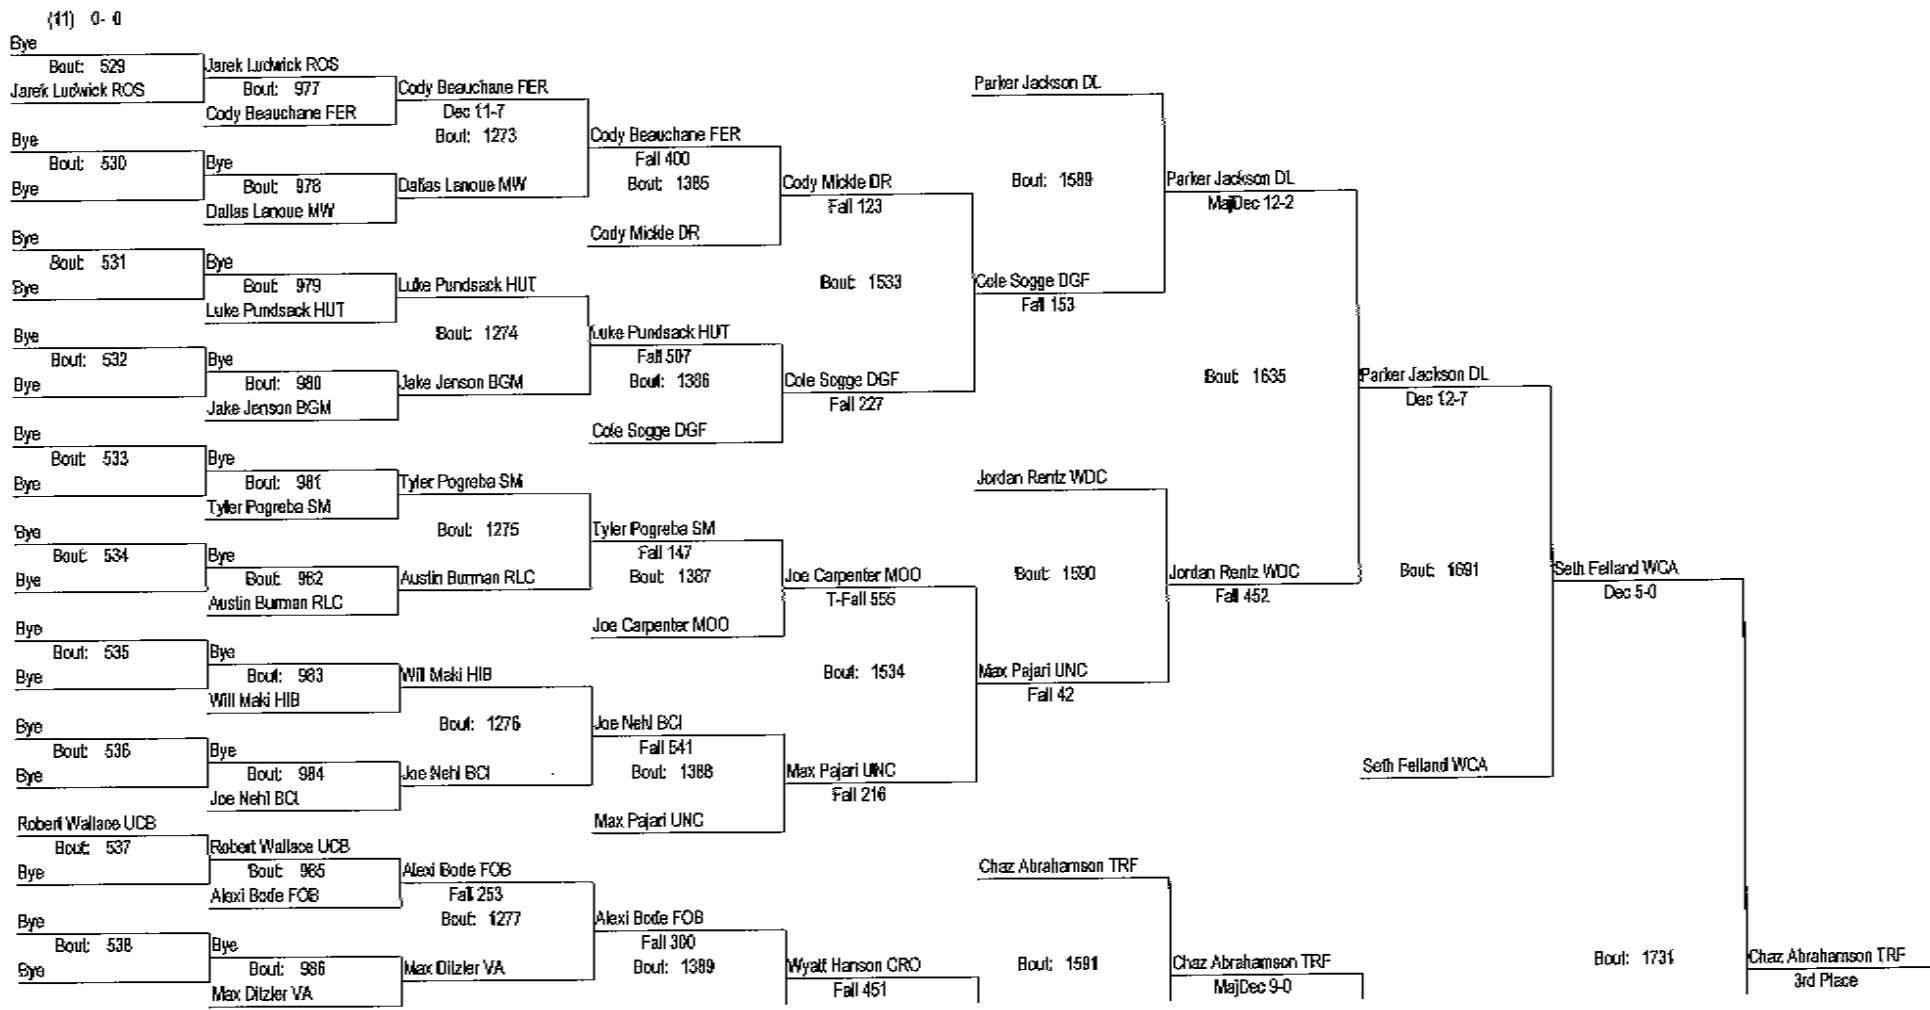 (11) 0- 0
Bye
Bout: 529
Jarek Ludwick ROS
Bye
Bout: 530
Bye
Bye
Bout: 531
Bye
Bye
Bout: 532
Bye
Bye
Bout: 533
Bye
Bye
Bout: 534
Bye
Bye
Bout: 535
Bye
Bye
Bout: 536
Bye
Robert Wallace UCB
Bout: 537
Bye
Bye
Bout: 538
Bye
Jarek Ludwick ROS
Bout: 977
Cody Beauchane FER
Bye
Bout: 978
Dallas Lanoue MW
Bye
Bout: 979
Luke Pundsack HUT
Bye
Bout: 980
Jake Jenson BGM
Bye
Bout: 981
Tyler Pogreba SM
Bye
Bout: 982
Austin Burman RLC
Bye
Bout: 983
Will Maki HIB
Bye
Bout: 984
Joe Nehl BCI
Robert Wallace UCB
Bout: 985
Alexi Bode FOB
Bye
Bout: 986
Max Ditzler VA
Cody Beauchane FER
Dec 11-7
Bout: 1273
Dallas Lanoue MW
Luke Pundsack HUT
Bout: 1274
Jake Jenson BGM
Tyler Pogreba SM
Bout: 1275
Austin Burman RLC
Will Maki HIB
Bout: 1276
Joe Nehl BCI
Alexi Bode FOB
Fall 253
Bout: 1277
Max Ditzler VA
Cody Beauchane FER
Fall 400
Bout: 1385
Cody Mickle DR
Luke Pundsack HUT
Fall 507
Bout: 1386
Cole Sogge DGF
Tyler Pogreba SM
Fall 147
Bout: 1387
Joe Carpenter MOO
Joe Nehl BCI
Fall 541
Bout: 1388
Max Pajari UNC
Alexi Bode FOB
Fall 300
Bout: 1389
Cody Mickle DR
Fall 123
Bout: 1533
Cole Sogge DGF
Fall 227
Joe Carpenter MOO
T-Fall 555
Bout: 1534
Max Pajari UNC
Fall 216
Wyatt Hanson CRO
Fall 451
Parker Jackson DL
Bout: 1589
Cole Sogge DGF
Fall 153
Jordan Rentz WDC
Bout: 1590
Max Pajari UNC
Fall 42
Chaz Abrahamson TRF
Bout: 1591
Parker Jackson DL
MajDec 12-2
Bout: 1635
Jordan Rentz WDC
Fall 452
Chaz Abrahamson TRF
MajDec 9-0
Parker Jackson DL
Dec 12-7
Bout: 1691
Seth Felland WCA
Seth Felland WCA
Dec 5-0
Bout: 1731
Chaz Abrahamson TRF
3rd Place